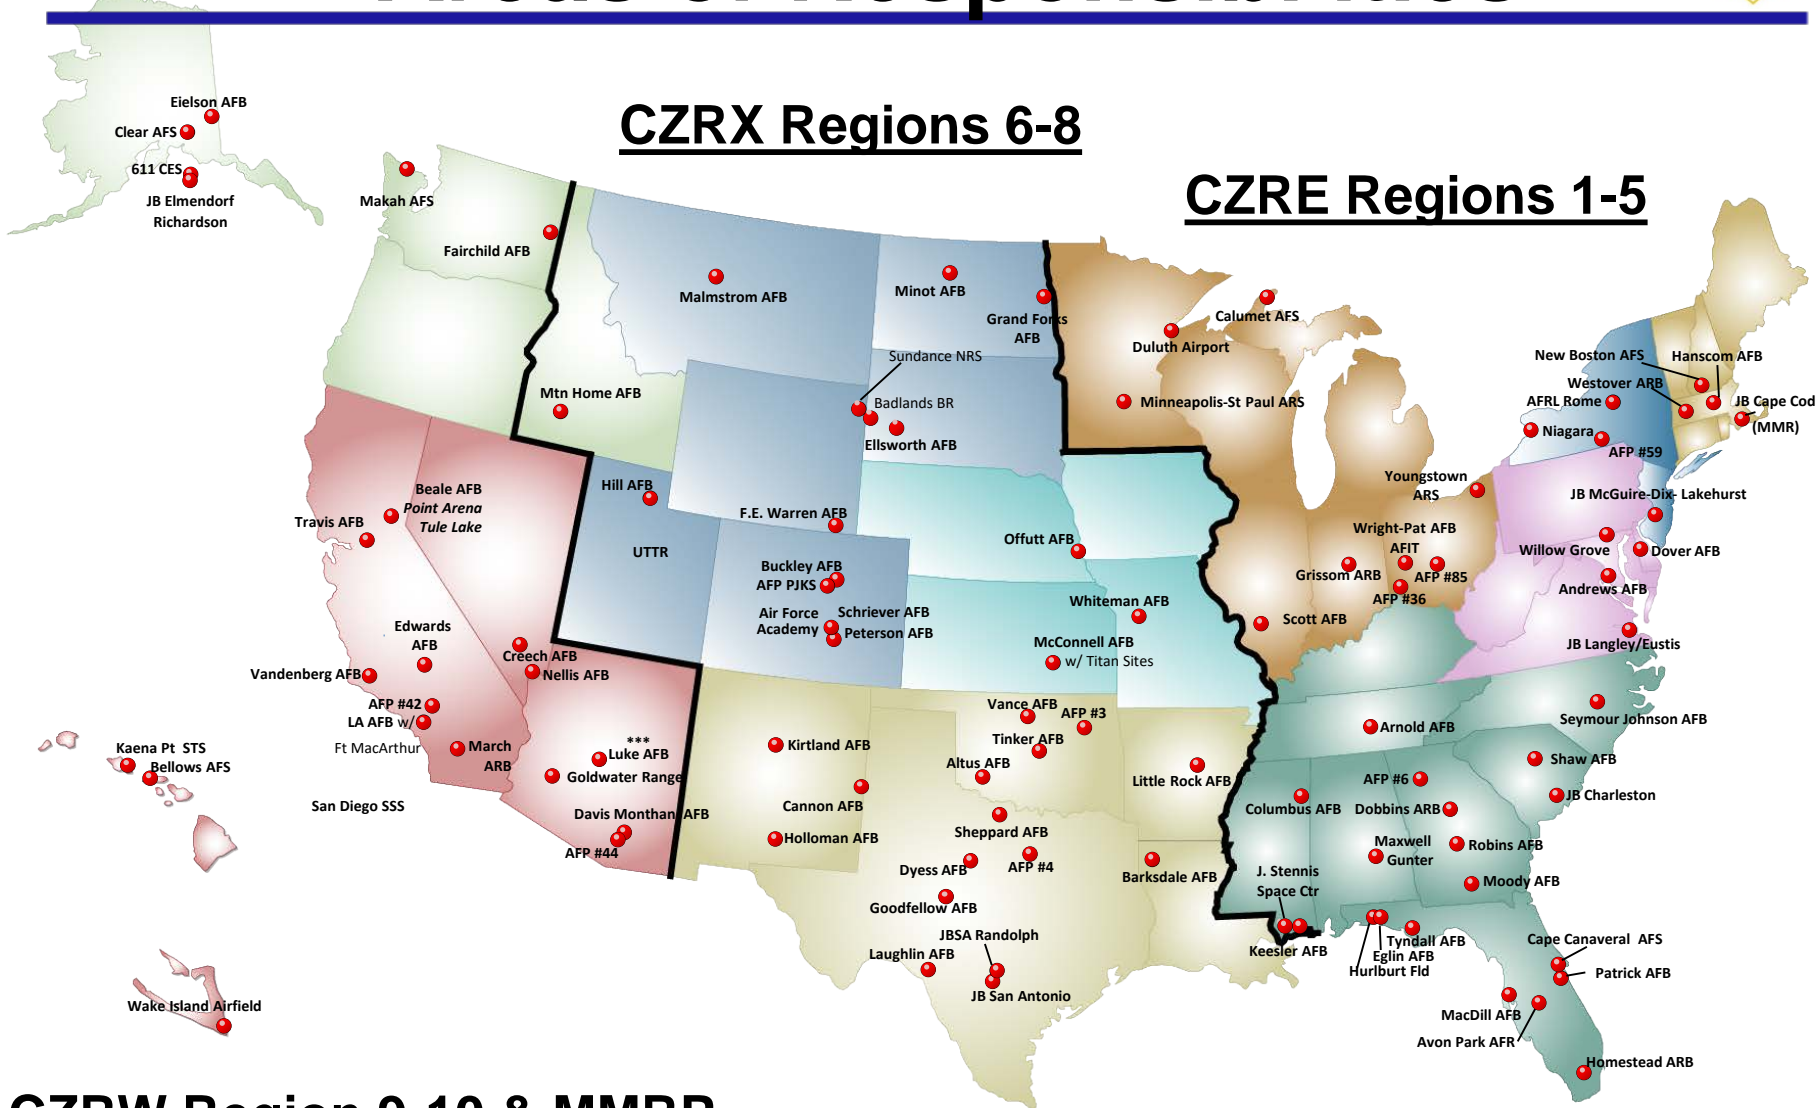 Areas of Responsibilities
CZRX Regions 6-8
CZRE Regions 1-5
Eielson AFB
Clear AFS
611 CES
JB Elmendorf
Richardson
Makah AFS
Fairchild AFB
Malmstrom AFB
Minot AFB
Grand Forks
AFB
Sundance NRS
Badlands BR
Ellsworth AFB
Mtn Home AFB
Calumet AFS
Duluth Airport
Minneapolis-St Paul ARS
New Boston AFS
Hanscom AFB
Westover ARB
AFRL Rome
JB Cape Cod
(MMR)
Niagara
AFP #59
Youngstown
ARS
JB McGuire-Dix- Lakehurst
Wright-Pat AFB
AFIT
Willow Grove
Dover AFB
Grissom ARB
AFP #85
AFP #36
Andrews AFB
Scott AFB
JB Langley/Eustis
Beale AFB
Point Arena
Tule Lake
Travis AFB
Hill AFB
UTTR
F.E. Warren AFB
Buckley AFB
AFP PJKS
Air Force
Academy
Schriever AFB
Peterson AFB
Offutt AFB
Whiteman AFB
McConnell AFB
w/ Titan Sites
Edwards
AFB
Creech AFB
Nellis AFB
Vandenberg AFB
AFP #42
LA AFB w/
Ft MacArthur
March
ARB
San Diego SSS
***
Luke AFB
Goldwater Range
Davis Monthan AFB
AFP #44
Kaena Pt  STS
Bellows AFS
Wake Island Airfield
Kirtland AFB
Cannon AFB
Holloman AFB
Vance AFB
AFP #3
Tinker AFB
Altus AFB
Little Rock AFB
Sheppard AFB
Dyess AFB
AFP #4
Goodfellow AFB
JBSA Randolph
Laughlin AFB
JB San Antonio
Barksdale AFB
Arnold AFB
Seymour Johnson AFB
Shaw AFB
AFP #6
Columbus AFB
Dobbins ARB
JB Charleston
Maxwell
Gunter
Robins AFB
J. Stennis
Space Ctr
Moody AFB
Keesler AFB
Tyndall AFB
Eglin AFB
Hurlburt Fld
Cape Canaveral  AFS
Patrick AFB
MacDill AFB
Avon Park AFR
Homestead ARB
CZRW Region 9-10 & MMRP